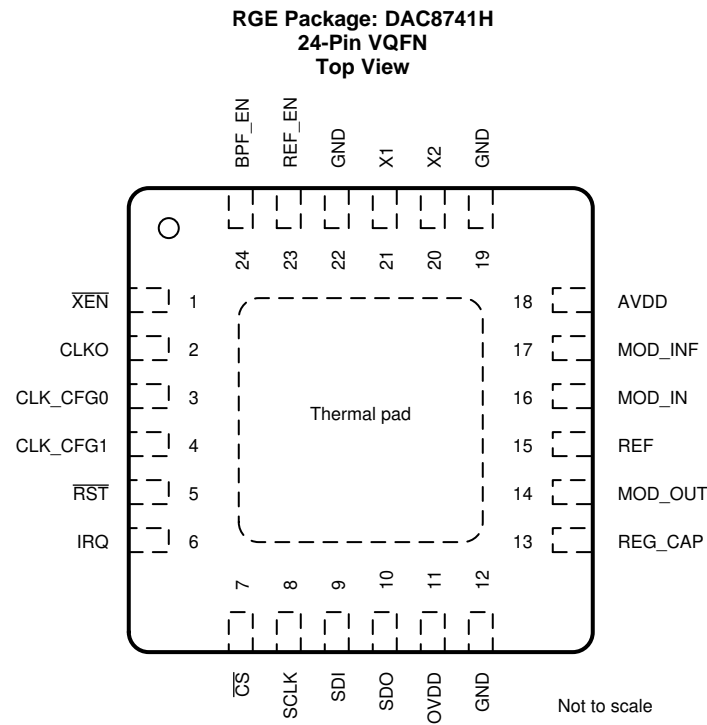 RGE Package: DAC8741H
24-Pin VQFN
Top View
BPF_EN
REF_EN
GND
X1
X2
GND
24
23
22
21
20
19
X̅E̅N̅ 1
CLKO 2
CLK_CFG0 3
CLK_CFG1 4
R̅S̅T̅ 5
IRQ 6
Thermal pad
18 AVDD
17 MOD_INF
16 MOD_IN
15 REF
14 MOD_OUT
13 REG_CAP
7
8
9
10
11
12
C̅S̅
SCLK
SDI
SDO
OVDD
GND
Not to scale